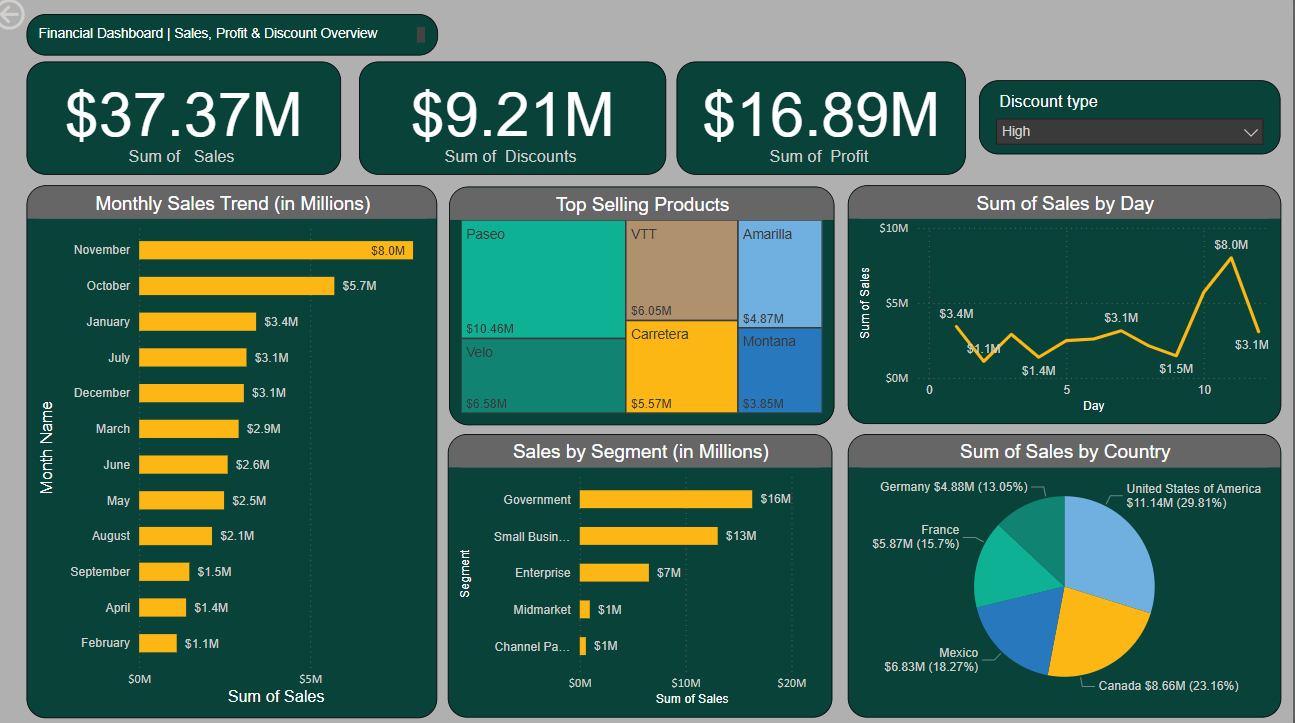 Financial Dashboard | Sales, Profit & Discount Overview
$37.37M
Sum of Sales
$9.21M
Sum of Discounts
$16.89M
Sum of Profit
Discount type
High
Monthly Sales Trend (in Millions)
Month Name
November $8.0M
October $5.7M
January $3.4M
July $3.1M
December $3.1M
March $2.9M
June $2.6M
May $2.5M
August $2.1M
September $1.5M
April $1.4M
February $1.1M
$0M $5M
Sum of Sales
Top Selling Products
Paseo
$10.46M
Velo
$6.58M
VTT
$6.05M
Carretera
$5.57M
Amarilla
$4.87M
Montana
$3.85M
Sum of Sales by Day
Sum of Sales
$10M
$5M
$0M
$3.4M
$1.1M
$1.4M
$3.1M
$1.5M
$8.0M
$3.1M
0 5 10
Day
Sales by Segment (in Millions)
Segment
Government $16M
Small Busin... $13M
Enterprise $7M
Midmarket $1M
Channel Pa... $1M
$0M $10M $20M
Sum of Sales
Sum of Sales by Country
Germany $4.88M (13.05%)
United States of America
$11.14M (29.81%)
France
$5.87M (15.7%)
Mexico
$6.83M (18.27%)
Canada $8.66M (23.16%)